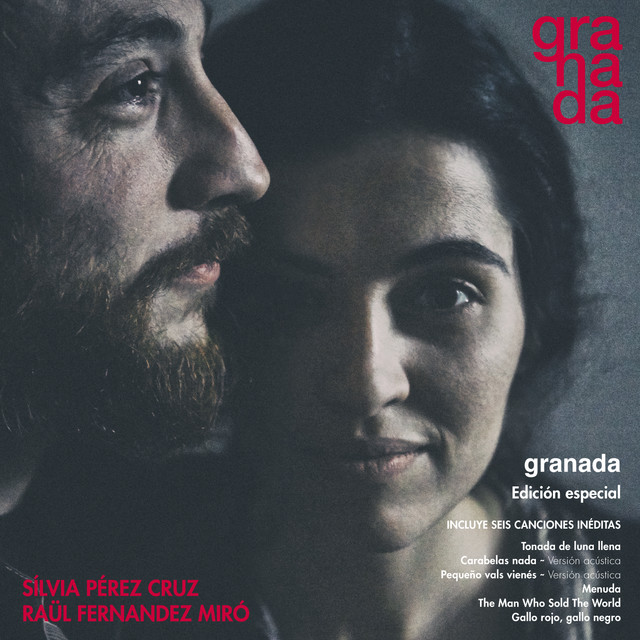 gra
na
da
granada
Edición especial
INCLUYE SEIS CANCIONES INÉDITAS
Tonada de luna llena
Carabelas nada – Versión acústica
Pequeño vals vienés – Versión acústica
Menuda
The Man Who Sold The World
Gallo rojo, gallo negro
SÍLVIA PÉREZ CRUZ
RAÜL FERNANDEZ MIRÓ